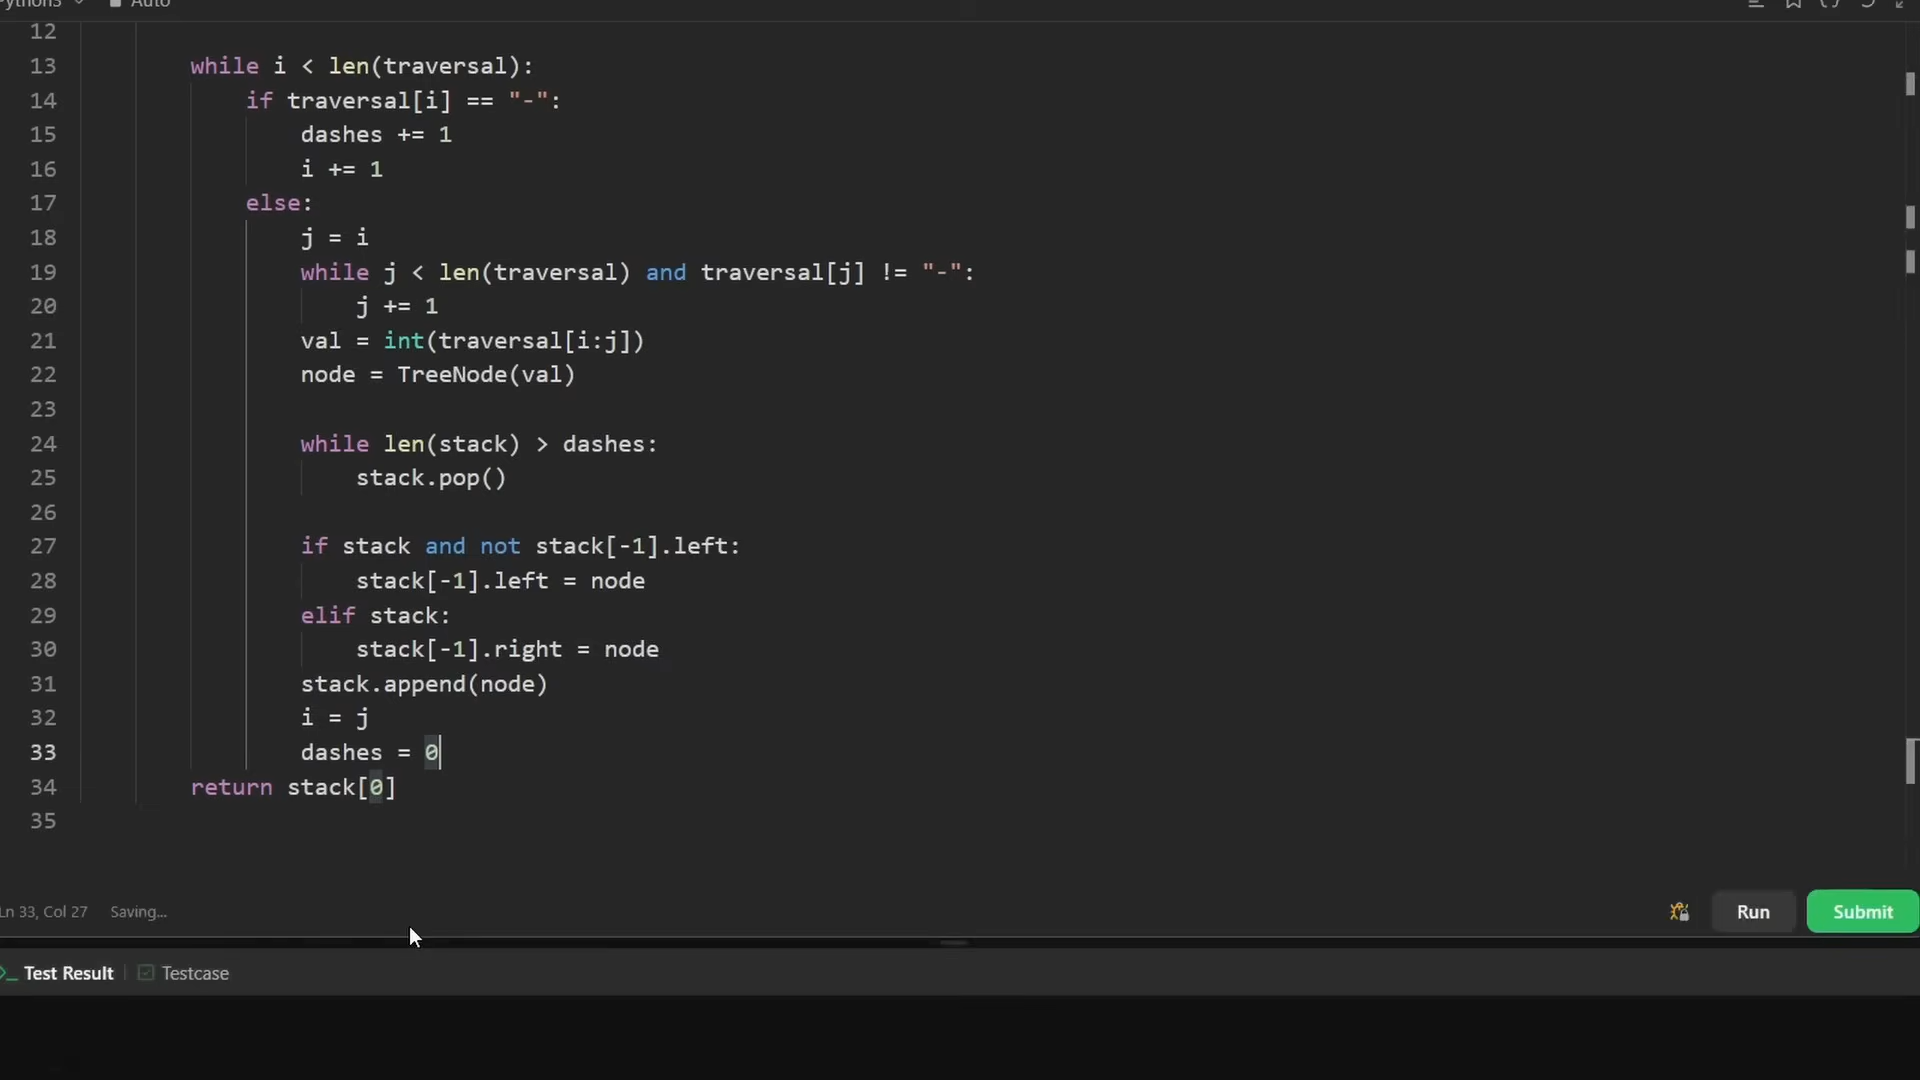 Python3 Auto
12
13 while i < len(traversal):
14 if traversal[i] == "-":
15 dashes += 1
16 i += 1
17 else:
18 j = i
19 while j < len(traversal) and traversal[j] != "-":
20 j += 1
21 val = int(traversal[i:j])
22 node = TreeNode(val)
23
24 while len(stack) > dashes:
25 stack.pop()
26
27 if stack and not stack[-1].left:
28 stack[-1].left = node
29 elif stack:
30 stack[-1].right = node
31 stack.append(node)
32 i = j
33 dashes = 0
34 return stack[0]
35
Ln 33, Col 27 Saving... Run Submit
Test Result Testcase